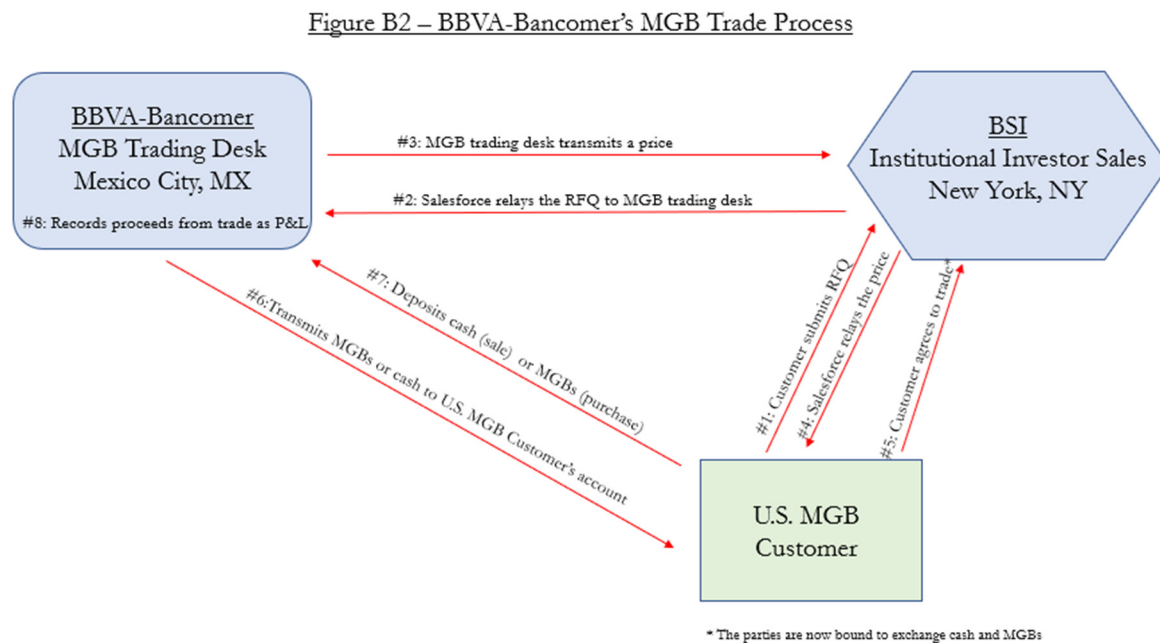 Figure B2 – BBVA-Bancomer's MGB Trade Process
BBVA-Bancomer
MGB Trading Desk
Mexico City, MX
#8: Records proceeds from trade as P&L
#3: MGB trading desk transmits a price
#2: Salesforce relays the RFQ to MGB trading desk
BSI
Institutional Investor Sales
New York, NY
#7: Deposits cash (sale) or MGBs (purchase)
#6:Transmits MGBs or cash to U.S. MGB Customer's account
#1: Customer submits RFQ
#4: Salesforce relays the price
#5: Customer agrees to trade*
U.S. MGB
Customer
* The parties are now bound to exchange cash and MGBs